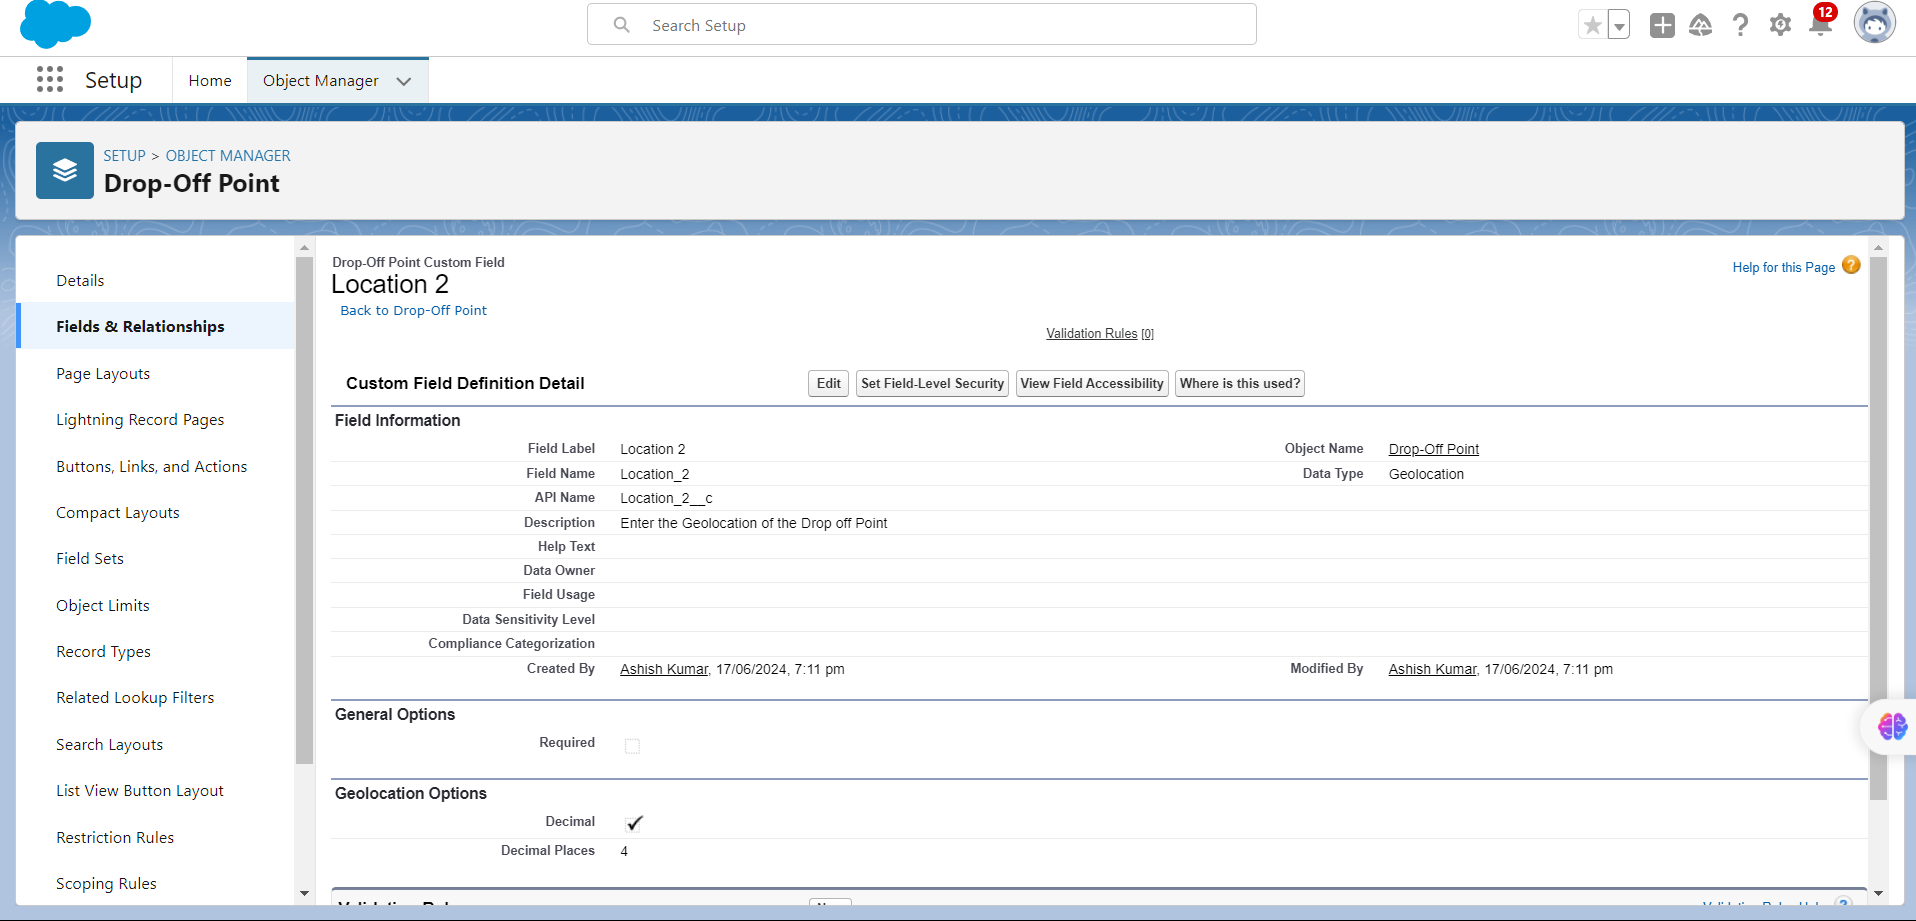 Search Setup
12
Setup
Home
Object Manager
SETUP > OBJECT MANAGER
Drop-Off Point
Details
Fields & Relationships
Page Layouts
Lightning Record Pages
Buttons, Links, and Actions
Compact Layouts
Field Sets
Object Limits
Record Types
Related Lookup Filters
Search Layouts
List View Button Layout
Restriction Rules
Scoping Rules
Drop-Off Point Custom Field
Location 2
Back to Drop-Off Point
Help for this Page ?
Validation Rules [0]
Custom Field Definition Detail Edit Set Field-Level Security View Field Accessibility Where is this used?
Field Information
Field Label Location 2 Object Name Drop-Off Point
Field Name Location_2 Data Type Geolocation
API Name Location_2__c
Description Enter the Geolocation of the Drop off Point
Help Text
Data Owner
Field Usage
Data Sensitivity Level
Compliance Categorization
Created By Ashish Kumar, 17/06/2024, 7:11 pm Modified By Ashish Kumar, 17/06/2024, 7:11 pm
General Options
Required
Geolocation Options
Decimal
Decimal Places 4